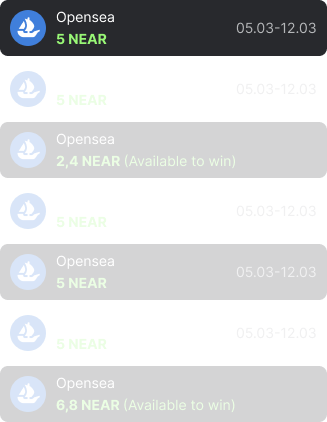 Opensea
05.03-12.03
5 NEAR
05.03-12.03
5 NEAR
Opensea
2,4 NEAR (Available to win)
05.03-12.03
5 NEAR
Opensea
05.03-12.03
5 NEAR
05.03-12.03
5 NEAR
Opensea
6,8 NEAR (Available to win)